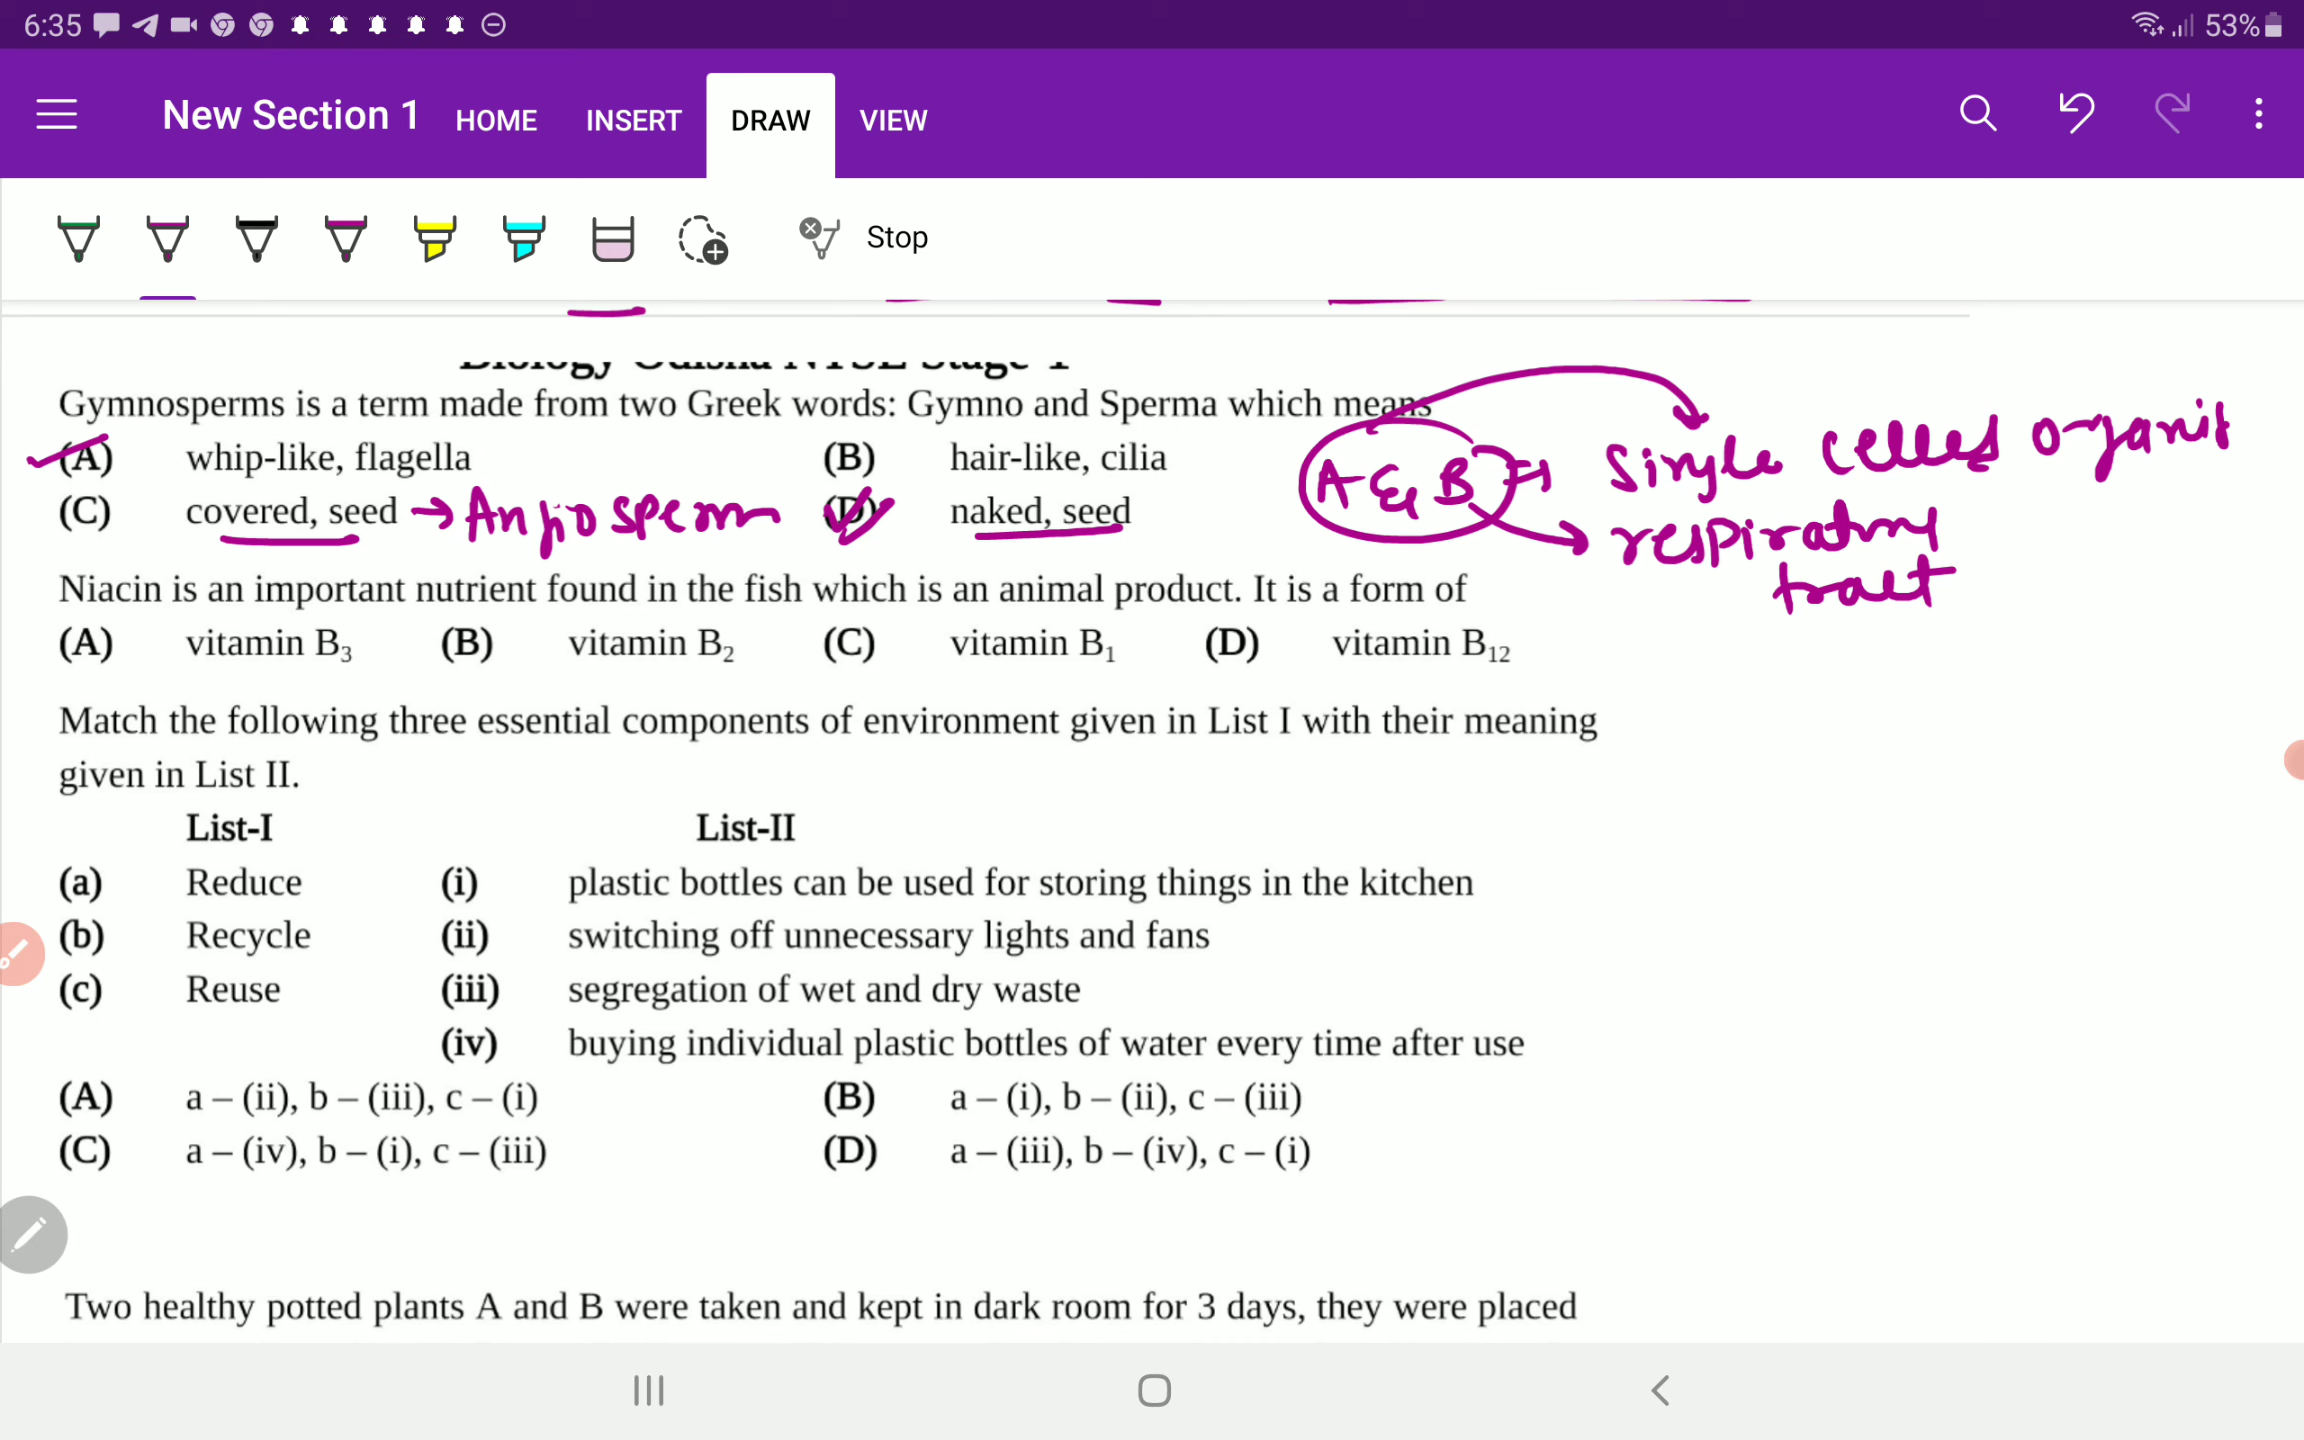 6:35 53%
New Section 1 HOME INSERT DRAW VIEW
Stop
Biology Odisha NTSE Stage 1
Gymnosperms is a term made from two Greek words: Gymno and Sperma which means
(A) whip-like, flagella (B) hair-like, cilia
(C) covered, seed → Angiosperm (D) naked, seed
A & B → Single celled
respiratory
tract
Niacin is an important nutrient found in the fish which is an animal product. It is a form of
(A) vitamin B₃ (B) vitamin B₂ (C) vitamin B₁ (D) vitamin B₁₂
Match the following three essential components of environment given in List I with their meaning
given in List II.
List-I List-II
(a) Reduce (i) plastic bottles can be used for storing things in the kitchen
(b) Recycle (ii) switching off unnecessary lights and fans
(c) Reuse (iii) segregation of wet and dry waste
(iv) buying individual plastic bottles of water every time after use
(A) a – (ii), b – (iii), c – (i) (B) a – (i), b – (ii), c – (iii)
(C) a – (iv), b – (i), c – (iii) (D) a – (iii), b – (iv), c – (i)
Two healthy potted plants A and B were taken and kept in dark room for 3 days, they were placed